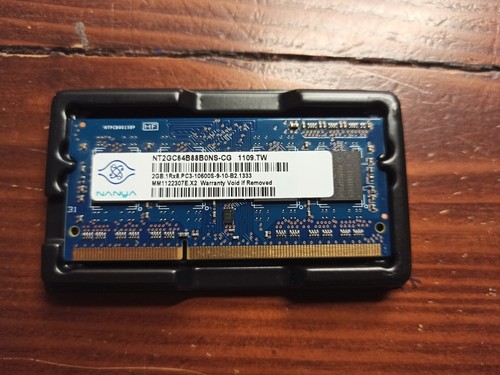 NT2GC64B88B0NS-CG 1109.TW
2GB 1Rx8 PC3-10600S-9-10-B2.1333
MM1122307E.X2 Warranty Void if Removed
NANYA
31